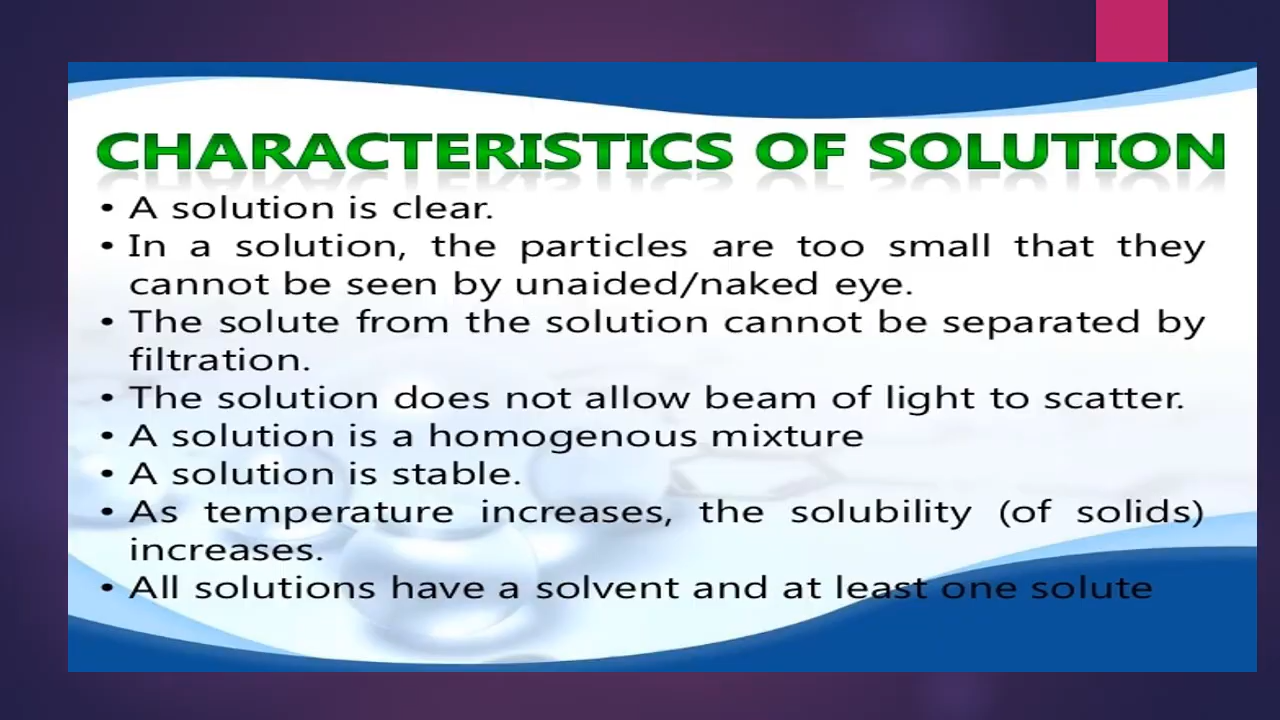 CHARACTERISTICS OF SOLUTION
• A solution is clear.
• In a solution, the particles are too small that they
cannot be seen by unaided/naked eye.
• The solute from the solution cannot be separated by
filtration.
• The solution does not allow beam of light to scatter.
• A solution is a homogenous mixture
• A solution is stable.
• As temperature increases, the solubility (of solids)
increases.
• All solutions have a solvent and at least one solute